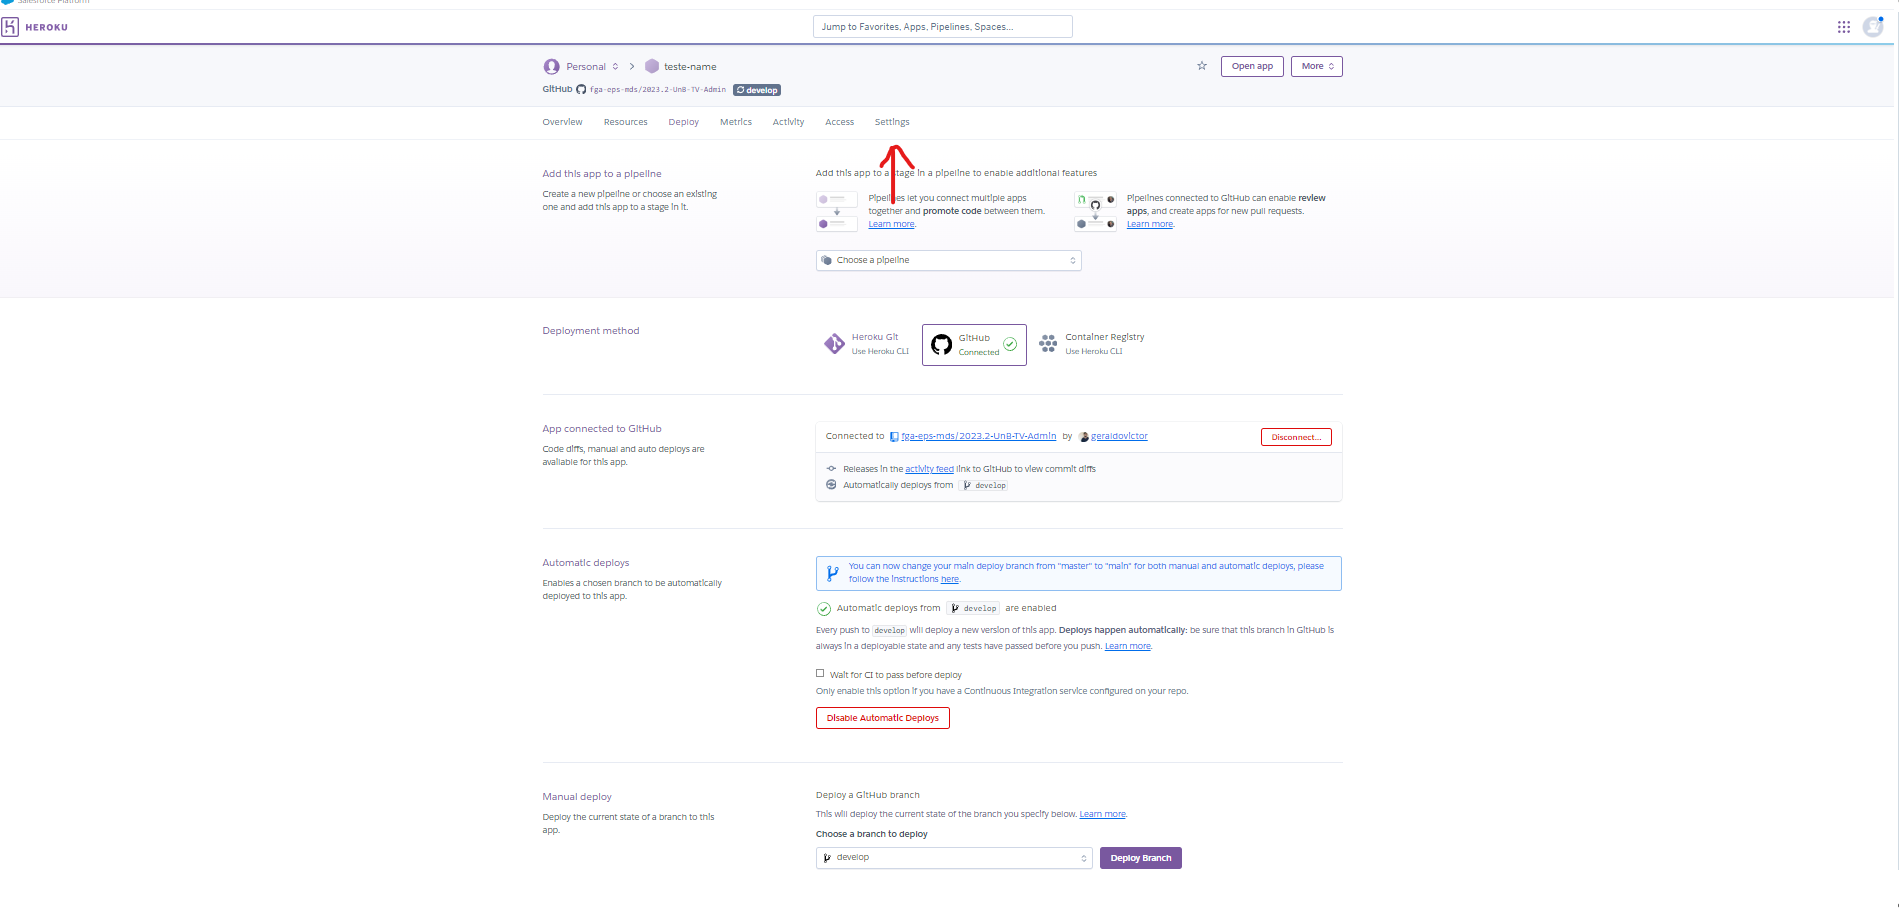 Salesforce Platform
HEROKU
Jump to Favorites, Apps, Pipelines, Spaces...
Personal
teste-name
Open app
More
GitHub
fga-eps-mds/2023.2-UnB-TV-Admin
develop
Overview
Resources
Deploy
Metrics
Activity
Access
Settings
Add this app to a pipeline
Create a new pipeline or choose an existing
one and add this app to a stage in it.
Add this app to a stage in a pipeline to enable additional features
Pipelines let you connect multiple apps
together and promote code between them.
Learn more.
Pipelines connected to GitHub can enable review
apps, and create apps for new pull requests.
Learn more.
Choose a pipeline
Deployment method
Heroku Git
Use Heroku CLI
GitHub
Connected
Container Registry
Use Heroku CLI
App connected to GitHub
Code diffs, manual and auto deploys are
available for this app.
Connected to fga-eps-mds/2023.2-UnB-TV-Admin by geraldovictor
Disconnect...
Releases in the activity feed link to GitHub to view commit diffs
Automatically deploys from develop
Automatic deploys
Enables a chosen branch to be automatically
deployed to this app.
You can now change your main deploy branch from "master" to "main" for both manual and automatic deploys, please
follow the instructions here.
Automatic deploys from develop are enabled
Every push to develop will deploy a new version of this app. Deploys happen automatically: be sure that this branch in GitHub is
always in a deployable state and any tests have passed before you push. Learn more.
Wait for CI to pass before deploy
Only enable this option if you have a Continuous Integration service configured on your repo.
Disable Automatic Deploys
Manual deploy
Deploy the current state of a branch to this
app.
Deploy a GitHub branch
This will deploy the current state of the branch you specify below. Learn more.
Choose a branch to deploy
develop
Deploy Branch